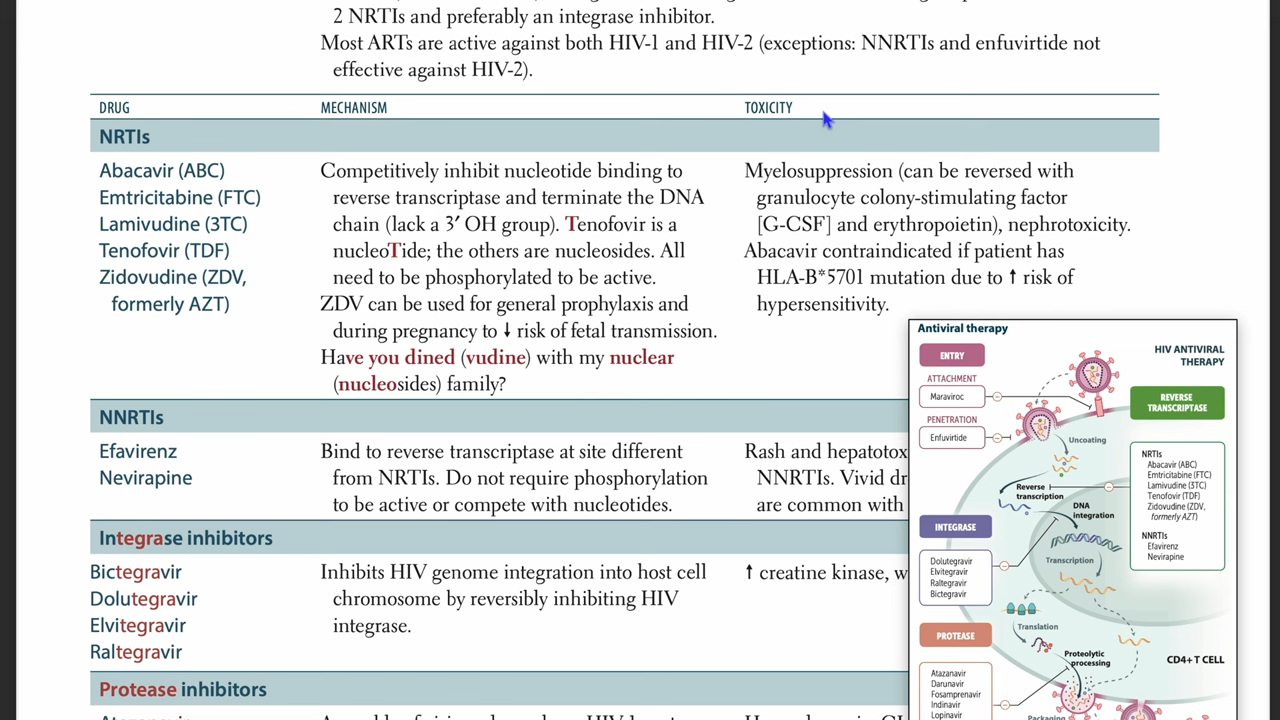 2 NRTIs and preferably an integrase inhibitor.
Most ARTs are active against both HIV-1 and HIV-2 (exceptions: NNRTIs and enfuvirtide not
effective against HIV-2).
DRUG MECHANISM TOXICITY
NRTIs
Abacavir (ABC)
Emtricitabine (FTC)
Lamivudine (3TC)
Tenofovir (TDF)
Zidovudine (ZDV,
formerly AZT)
Competitively inhibit nucleotide binding to
reverse transcriptase and terminate the DNA
chain (lack a 3′ OH group). Tenofovir is a
nucleoTide; the others are nucleosides. All
need to be phosphorylated to be active.
ZDV can be used for general prophylaxis and
during pregnancy to ↓ risk of fetal transmission.
Have you dined (vudine) with my nuclear
(nucleosides) family?
Myelosuppression (can be reversed with
granulocyte colony-stimulating factor
[G-CSF] and erythropoietin), nephrotoxicity.
Abacavir contraindicated if patient has
HLA-B*5701 mutation due to ↑ risk of
hypersensitivity.
NNRTIs
Efavirenz
Nevirapine
Bind to reverse transcriptase at site different
from NRTIs. Do not require phosphorylation
to be active or compete with nucleotides.
Rash and hepatotox
NNRTIs. Vivid dr
are common with
Integrase inhibitors
Bictegravir
Dolutegravir
Elvitegravir
Raltegravir
Inhibits HIV genome integration into host cell
chromosome by reversibly inhibiting HIV
integrase.
↑ creatine kinase, w
Protease inhibitors
Antiviral therapy
HIV ANTIVIRAL
THERAPY
ENTRY
ATTACHMENT
Maraviroc
PENETRATION
Enfuvirtide
REVERSE
TRANSCRIPTASE
Uncoating
NRTIs
Abacavir (ABC)
Emtricitabine (FTC)
Lamivudine (3TC)
Tenofovir (TDF)
Zidovudine (ZDV,
formerly AZT)
NNRTIs
Efavirenz
Nevirapine
Reverse
transcription
DNA
integration
INTEGRASE
Dolutegravir
Elvitegravir
Raltegravir
Bictegravir
Transcription
Translation
PROTEASE
Proteolytic
processing
CD4+ T CELL
Atazanavir
Darunavir
Fosamprenavir
Indinavir
Lopinavir
Packaging